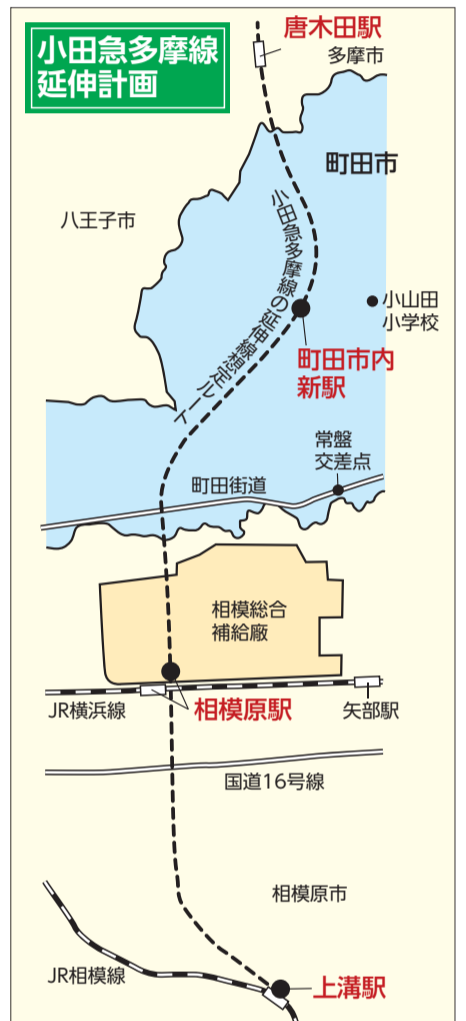 小田急多摩線
延伸計画
唐木田駅
多摩市
町田市
八王子市
小田急多摩線の延伸線想定ルート
小山田
小学校
町田市内
新駅
常盤
交差点
町田街道
相模総合
補給廠
JR横浜線
相模原駅
矢部駅
国道16号線
相模原市
JR相模線
上溝駅